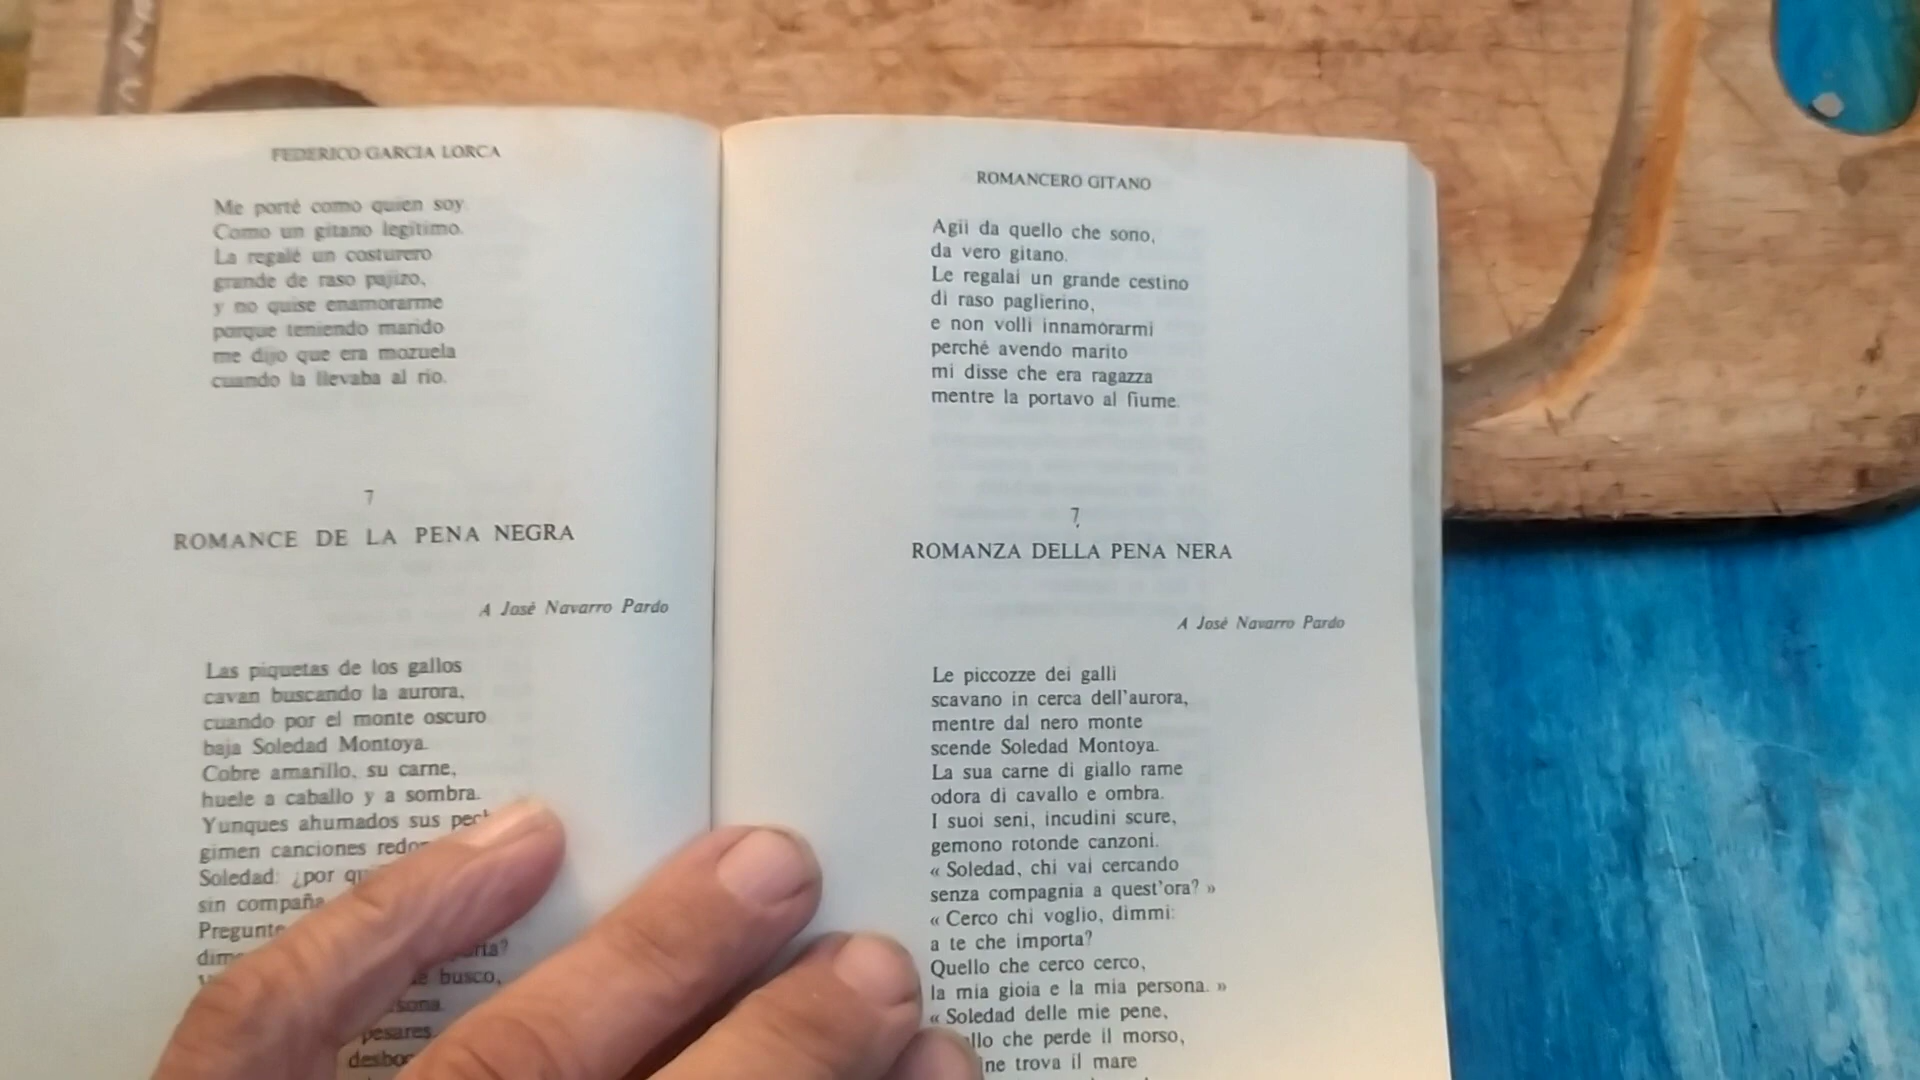 FEDERICO GARCIA LORCA
Me porté como quien soy.
Como un gitano legítimo.
La regalé un costurero
grande de raso pajizo,
y no quise enamorarme
porque teniendo marido
me dijo que era mozuela
cuando la llevaba al río.
7
ROMANCE DE LA PENA NEGRA
A José Navarro Pardo
Las piquetas de los gallos
cavan buscando la aurora,
cuando por el monte oscuro
baja Soledad Montoya.
Cobre amarillo, su carne,
huele a caballo y a sombra.
Yunques ahumados sus
gimen canciones
Soledad: ¿por
sin compaña
busco,
pesares,
ROMANCERO GITANO
Agii da quello che sono,
da vero gitano.
Le regalai un grande cestino
di raso paglierino,
e non volli innamorarmi
perché avendo marito
mi disse che era ragazza
mentre la portavo al fiume.
7
ROMANZA DELLA PENA NERA
A José Navarro Pardo
Le piccozze dei galli
scavano in cerca dell'aurora,
mentre dal nero monte
scende Soledad Montoya.
La sua carne di giallo rame
odora di cavallo e ombra.
I suoi seni, incudini scure,
gemono rotonde canzoni.
« Soledad, chi vai cercando
senza compagnia a quest'ora? »
« Cerco chi voglio, dimmi:
a te che importa?
Quello che cerco cerco,
la mia gioia e la mia persona. »
« Soledad delle mie pene,
che perde il morso,
trova il mare